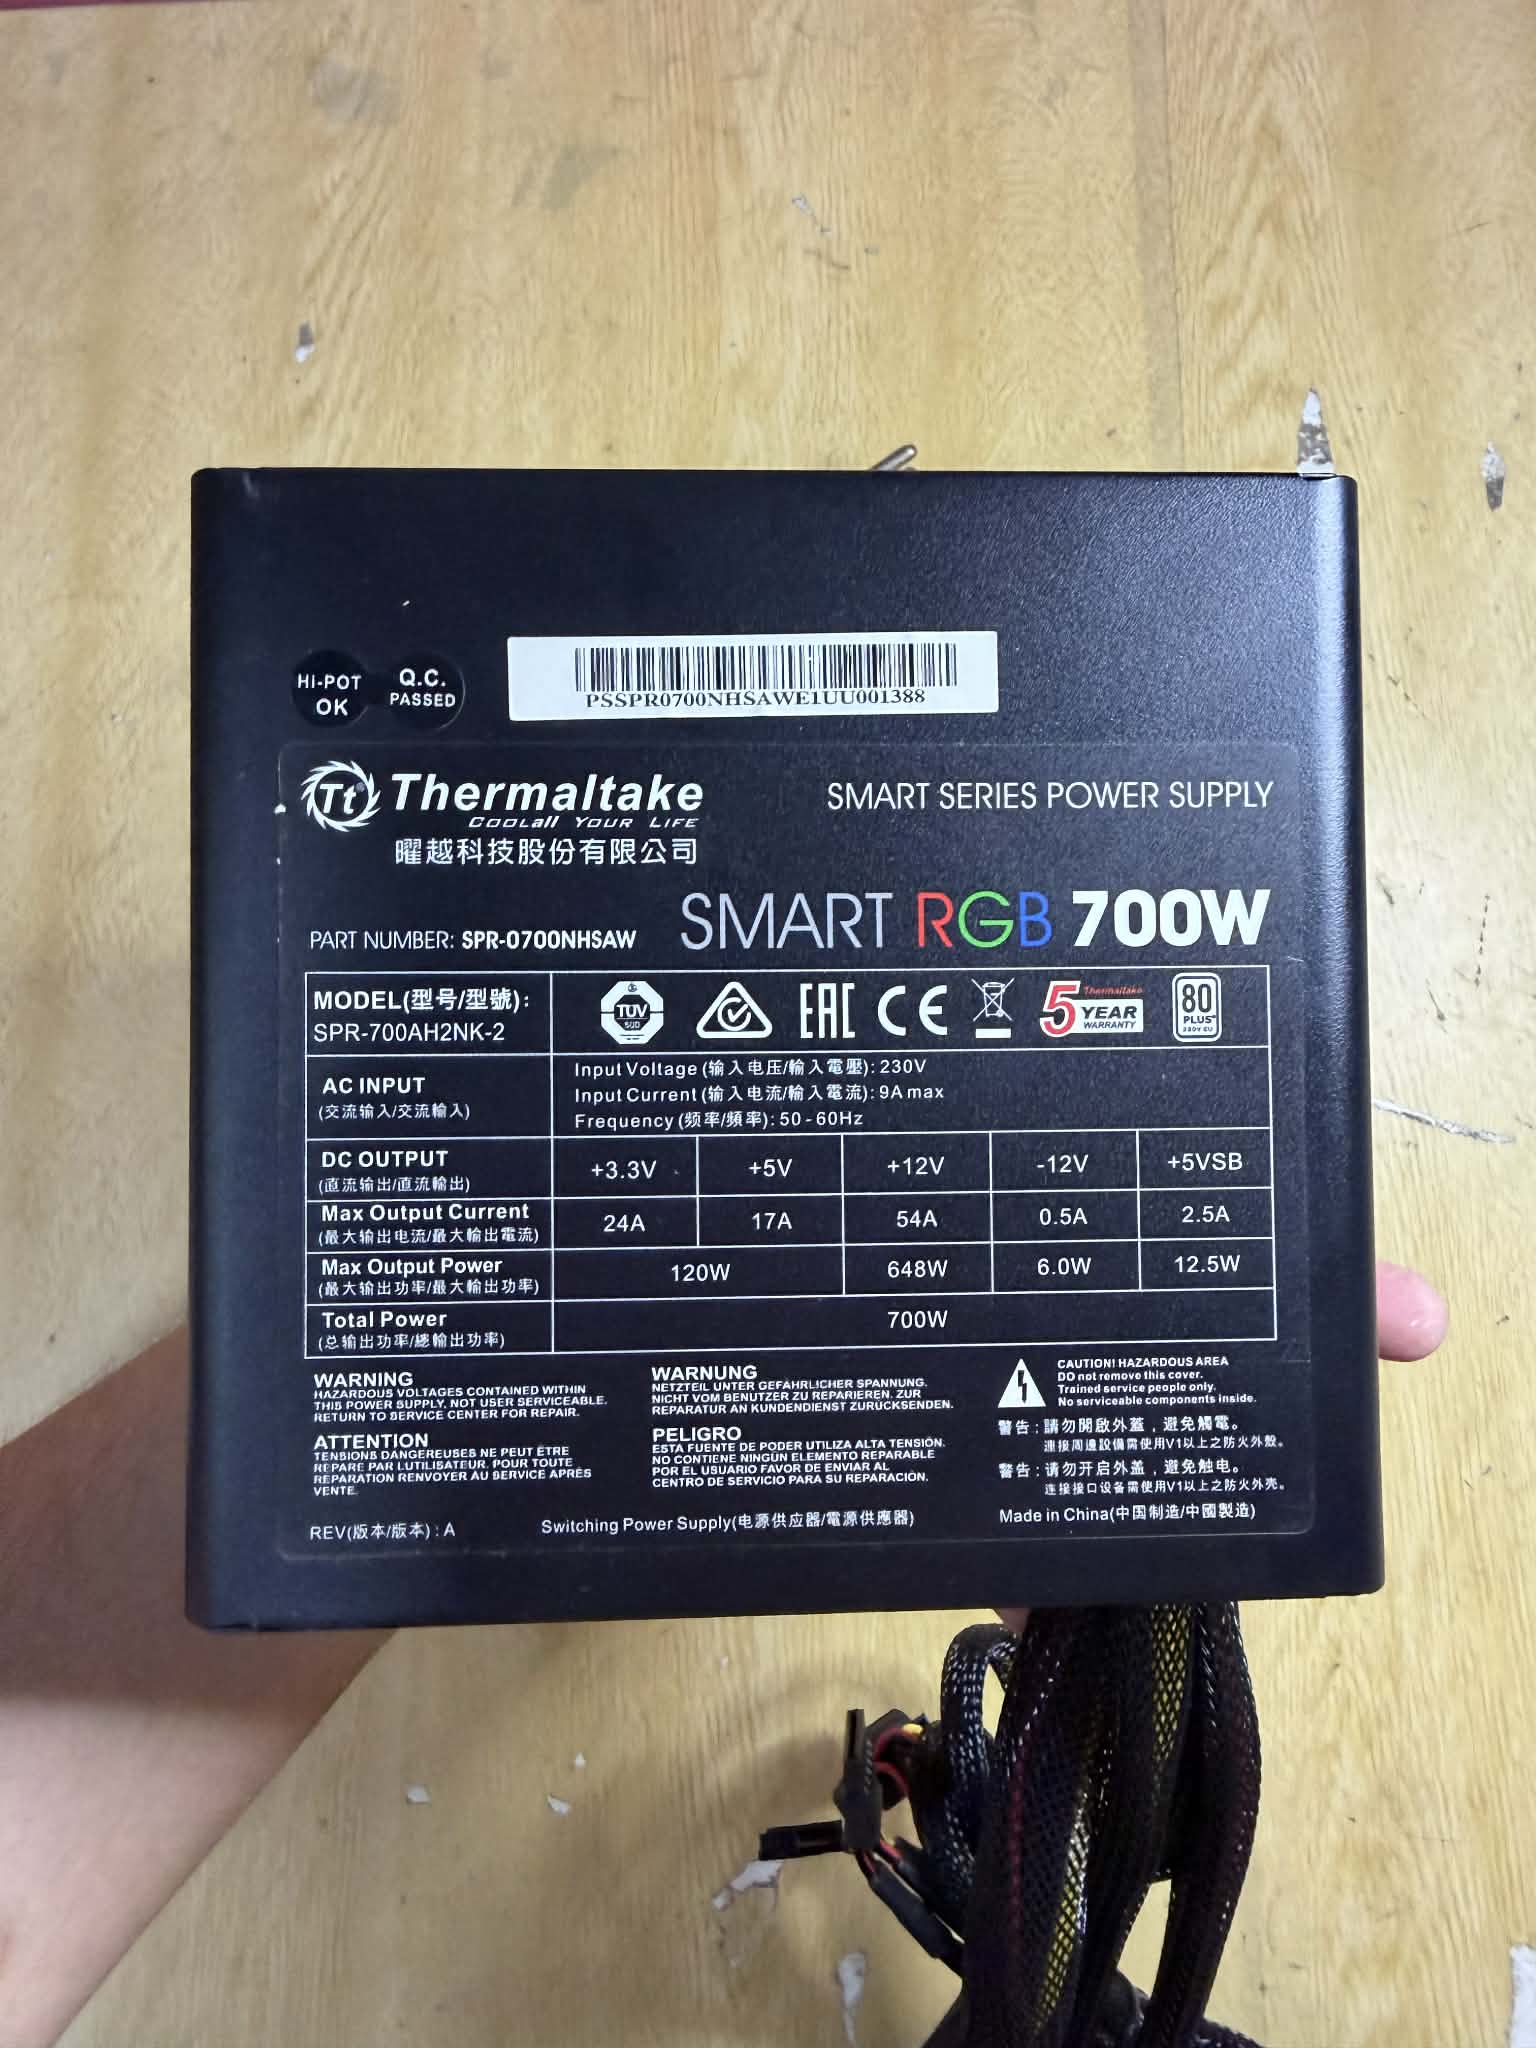 HI-POT OK
Q.C. PASSED
PSSPR0700NHSAWE1UU001388
Tt Thermaltake
COOLall YOUR LIFE
曜越科技股份有限公司
SMART SERIES POWER SUPPLY
PART NUMBER: SPR-0700NHSAW
SMART RGB 700W
MODEL(型号/型號):
SPR-700AH2NK-2
TÜV SÜD
EAC CE
5 YEAR WARRANTY Thermaltake
80 PLUS 230V EU
AC INPUT
(交流输入/交流輸入)
Input Voltage (输入电压/輸入電壓): 230V
Input Current (输入电流/輸入電流): 9A max
Frequency (频率/頻率): 50 - 60Hz
DC OUTPUT
(直流输出/直流輸出)
+3.3V +5V +12V -12V +5VSB
Max Output Current
(最大输出电流/最大輸出電流)
24A 17A 54A 0.5A 2.5A
Max Output Power
(最大输出功率/最大輸出功率)
120W 648W 6.0W 12.5W
Total Power
(总输出功率/總輸出功率)
700W
WARNING
HAZARDOUS VOLTAGES CONTAINED WITHIN
THIS POWER SUPPLY, NOT USER SERVICEABLE.
RETURN TO SERVICE CENTER FOR REPAIR.
ATTENTION
TENSIONS DANGEREUSES NE PEUT ÊTRE
RÉPARÉ PAR LUTILISATEUR. POUR TOUTE
RÉPARATION RENVOYER AU SERVICE APRÈS
VENTE.
WARNUNG
NETZTEIL UNTER GEFÄHRLICHER SPANNUNG.
NICHT VOM BENUTZER ZU REPARIEREN. ZUR
REPARATUR AN KUNDENDIENST ZURÜCKSENDEN.
PELIGRO
ESTA FUENTE DE PODER UTILIZA ALTA TENSIÓN.
NO CONTIENE NINGÚN ELEMENTO REPARABLE
POR EL USUARIO FAVOR DE ENVIAR AL
CENTRO DE SERVICIO PARA SU REPARACIÓN.
CAUTION! HAZARDOUS AREA
DO not remove this cover.
Trained service people only.
No serviceable components inside.
警告:請勿開啟外蓋,避免觸電。
連接周邊設備需使用V1以上之防火外殼。
警告:请勿开启外盖,避免触电。
连接接口设备需使用V1以上之防火外壳。
REV(版本/版本) : A
Switching Power Supply(电源供应器/電源供應器)
Made in China(中国制造/中國製造)